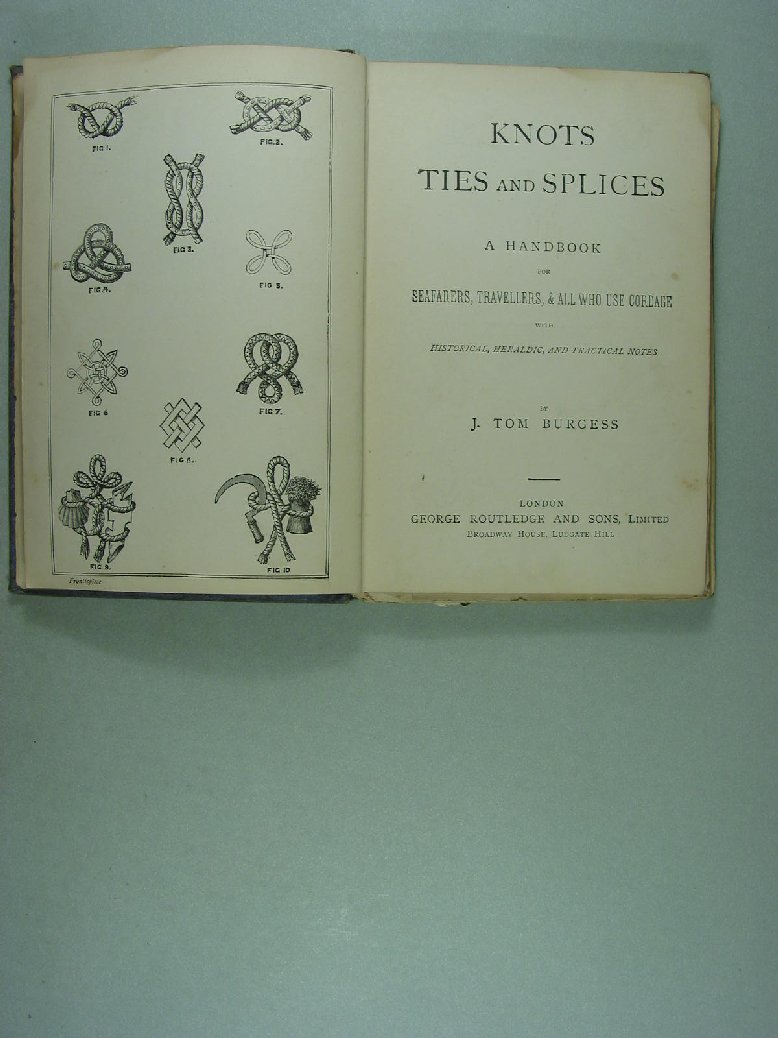 FIG 1.
FIG. 2.
FIG 3.
FIG 4.
FIG 5.
FIG 6
FIG 7.
FIG 8.
FIG 9.
FIG 10
Frontispiece
KNOTS
TIES AND SPLICES
A HANDBOOK
FOR
SEAFARERS, TRAVELLERS, & ALL WHO USE CORDAGE
WITH
HISTORICAL, HERALDIC, AND PRACTICAL NOTES
BY
J. TOM BURGESS
LONDON
GEORGE ROUTLEDGE AND SONS, LIMITED
BROADWAY HOUSE, LUDGATE HILL